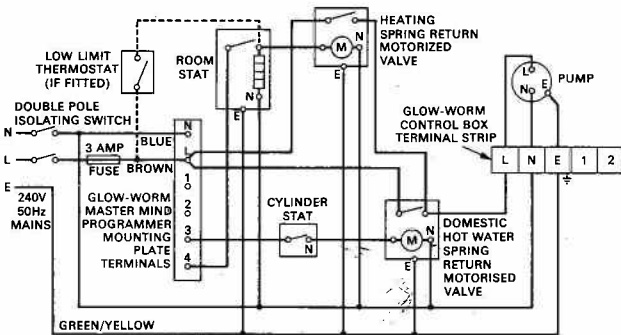 LOW LIMIT
THERMOSTAT
(IF FITTED)
ROOM
STAT
N
E
M
N
E
HEATING
SPRING RETURN
MOTORIZED
VALVE
L
N
E
PUMP
DOUBLE POLE
ISOLATING SWITCH
N
L
E
240V
50Hz
MAINS
3 AMP
FUSE
BLUE
BROWN
N
L
1
2
3
4
GLOW-WORM
MASTER MIND
PROGRAMMER
MOUNTING
PLATE
TERMINALS
CYLINDER
STAT
N
GLOW-WORM
CONTROL BOX
TERMINAL STRIP
L N E 1 2
M
N
E
DOMESTIC
HOT WATER
SPRING
RETURN
MOTORISED
VALVE
GREEN/YELLOW